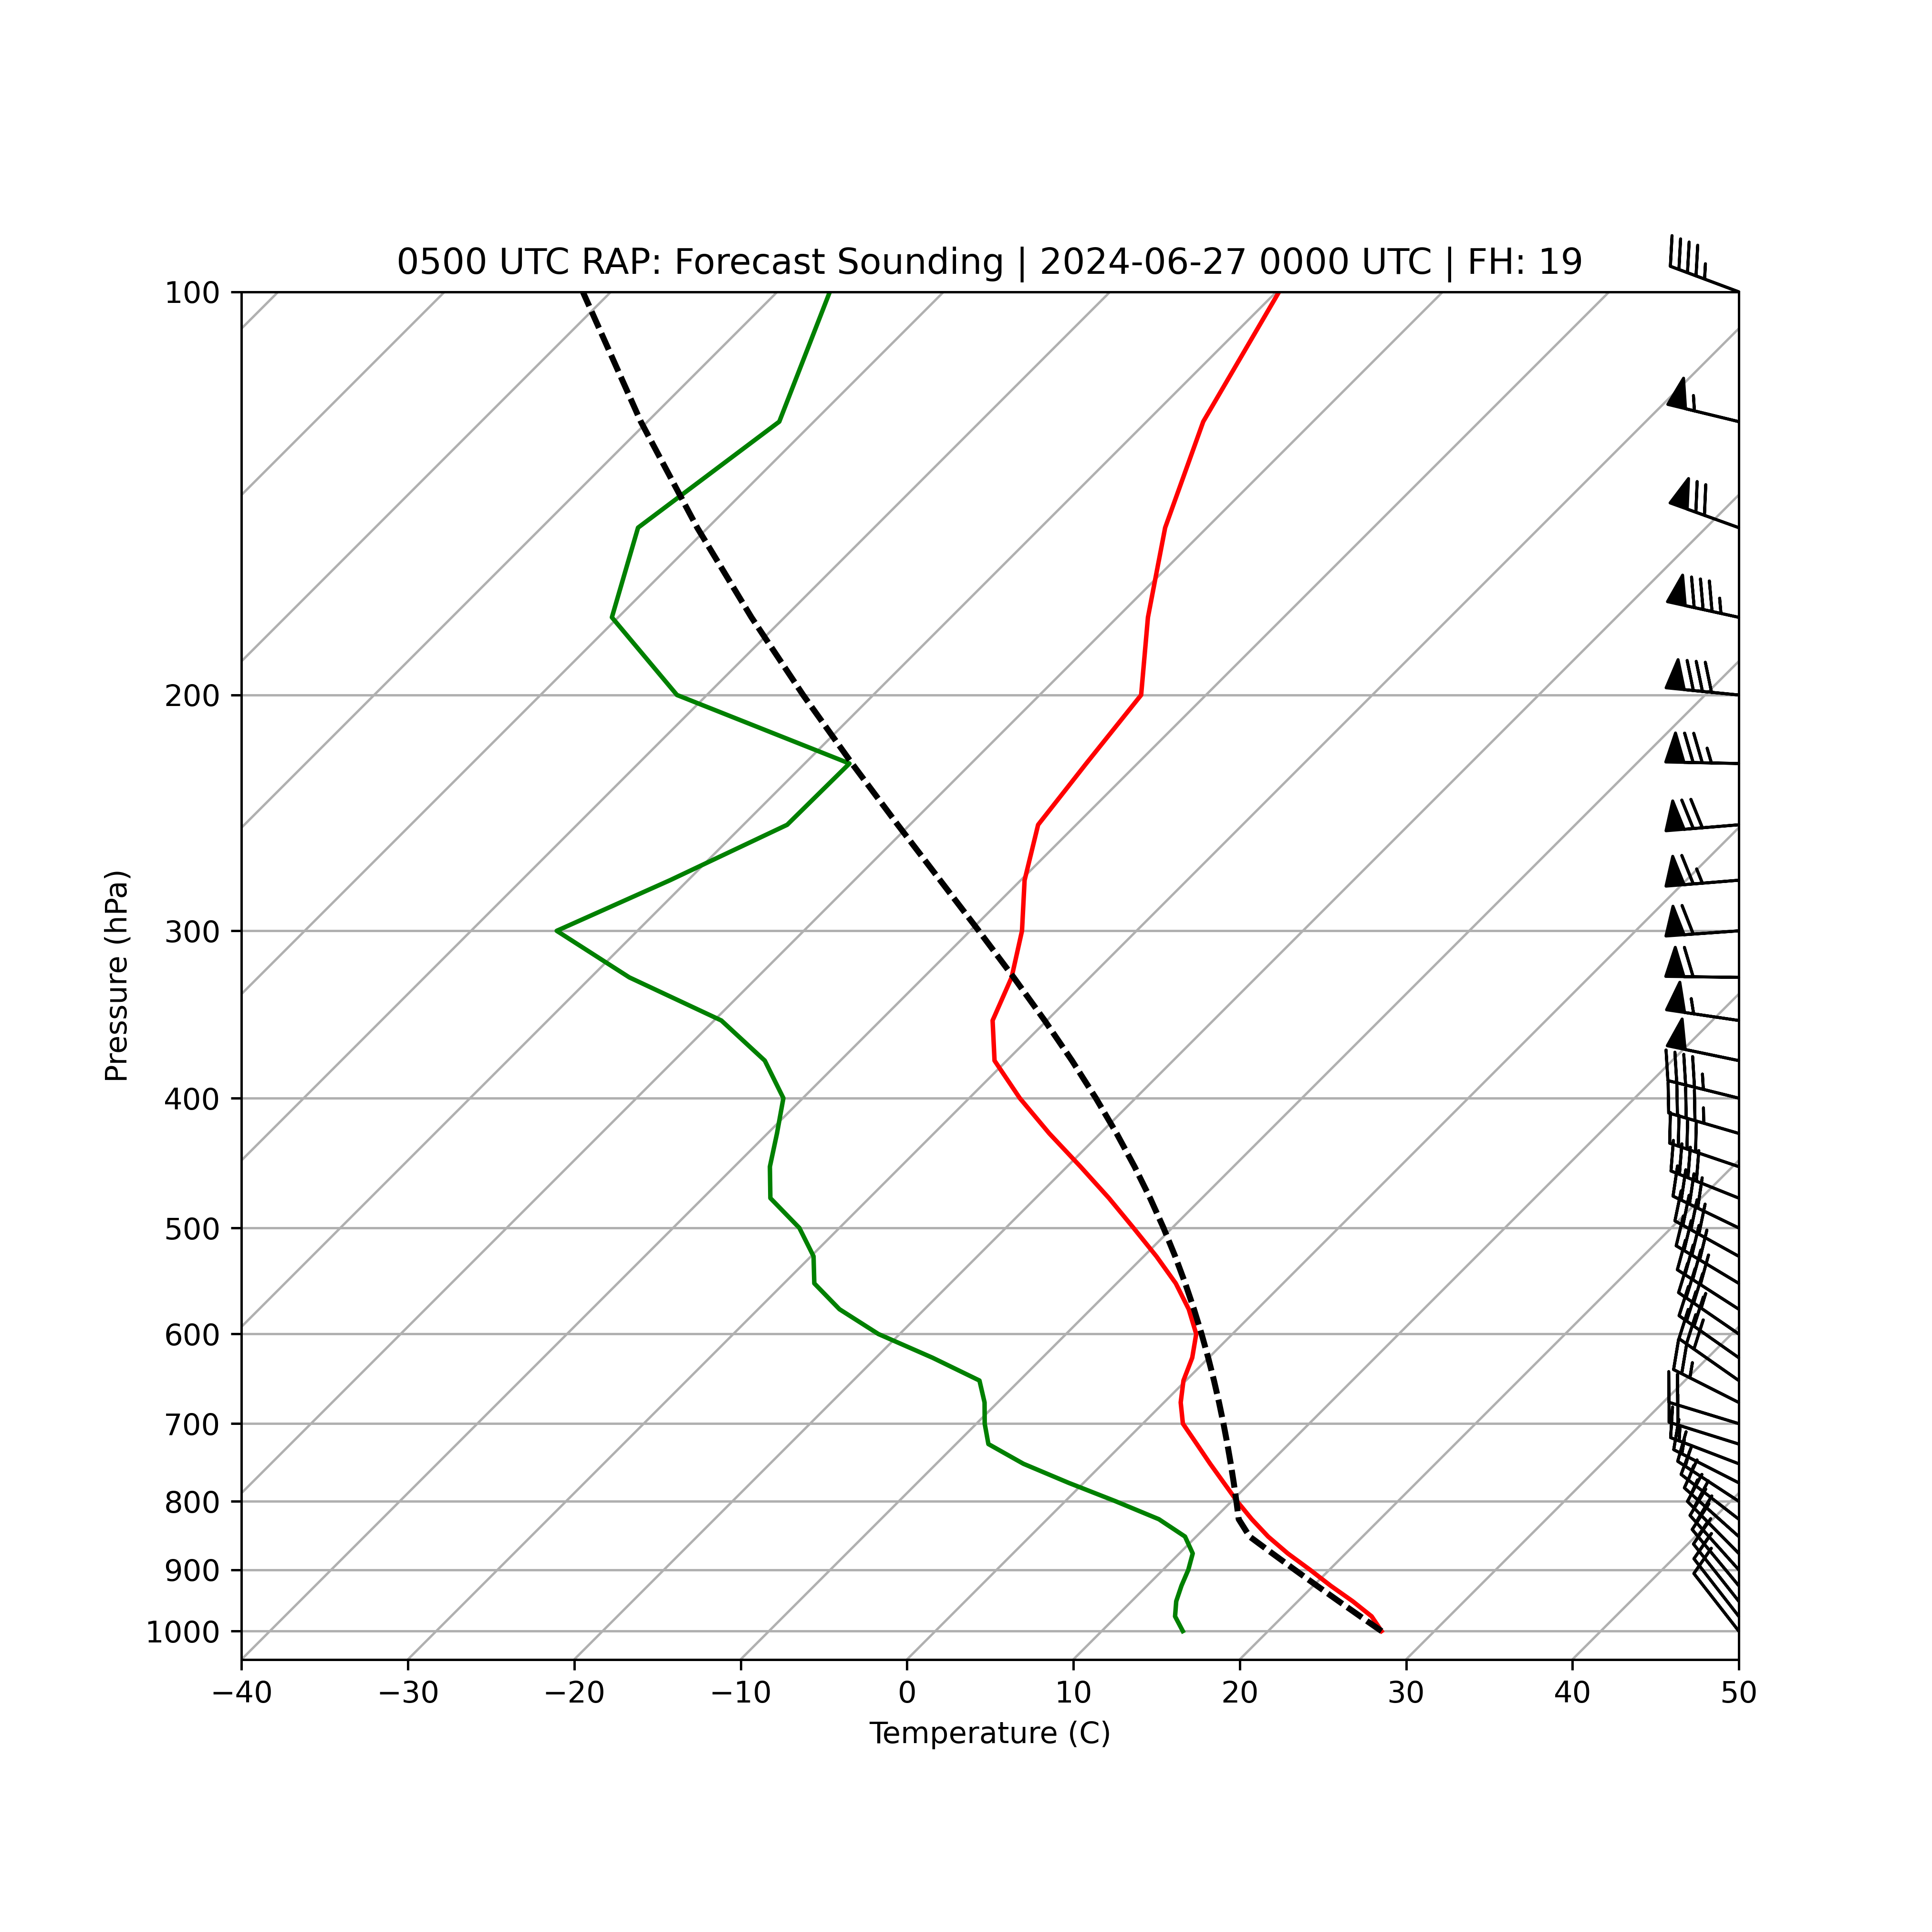 0500 UTC RAP: Forecast Sounding | 2024-06-27 0000 UTC | FH: 19
100
200
300
400
500
600
700
800
900
1000
Pressure (hPa)
−40 −30 −20 −10 0 10 20 30 40 50
Temperature (C)